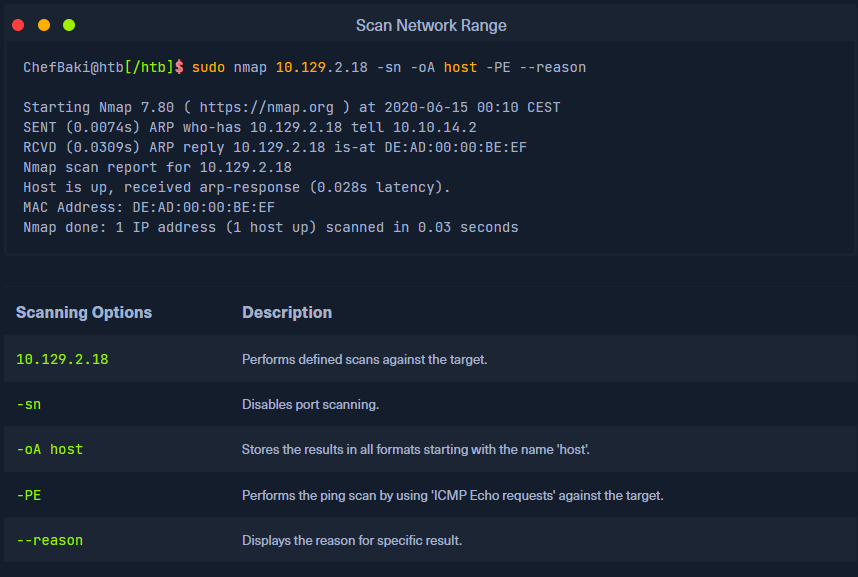 Scan Network Range
ChefBaki@htb[/htb]$ sudo nmap 10.129.2.18 -sn -oA host -PE --reason
Starting Nmap 7.80 ( https://nmap.org ) at 2020-06-15 00:10 CEST
SENT (0.0074s) ARP who-has 10.129.2.18 tell 10.10.14.2
RCVD (0.0309s) ARP reply 10.129.2.18 is-at DE:AD:00:00:BE:EF
Nmap scan report for 10.129.2.18
Host is up, received arp-response (0.028s latency).
MAC Address: DE:AD:00:00:BE:EF
Nmap done: 1 IP address (1 host up) scanned in 0.03 seconds
Scanning Options Description
10.129.2.18 Performs defined scans against the target.
-sn Disables port scanning.
-oA host Stores the results in all formats starting with the name 'host'.
-PE Performs the ping scan by using 'ICMP Echo requests' against the target.
--reason Displays the reason for specific result.